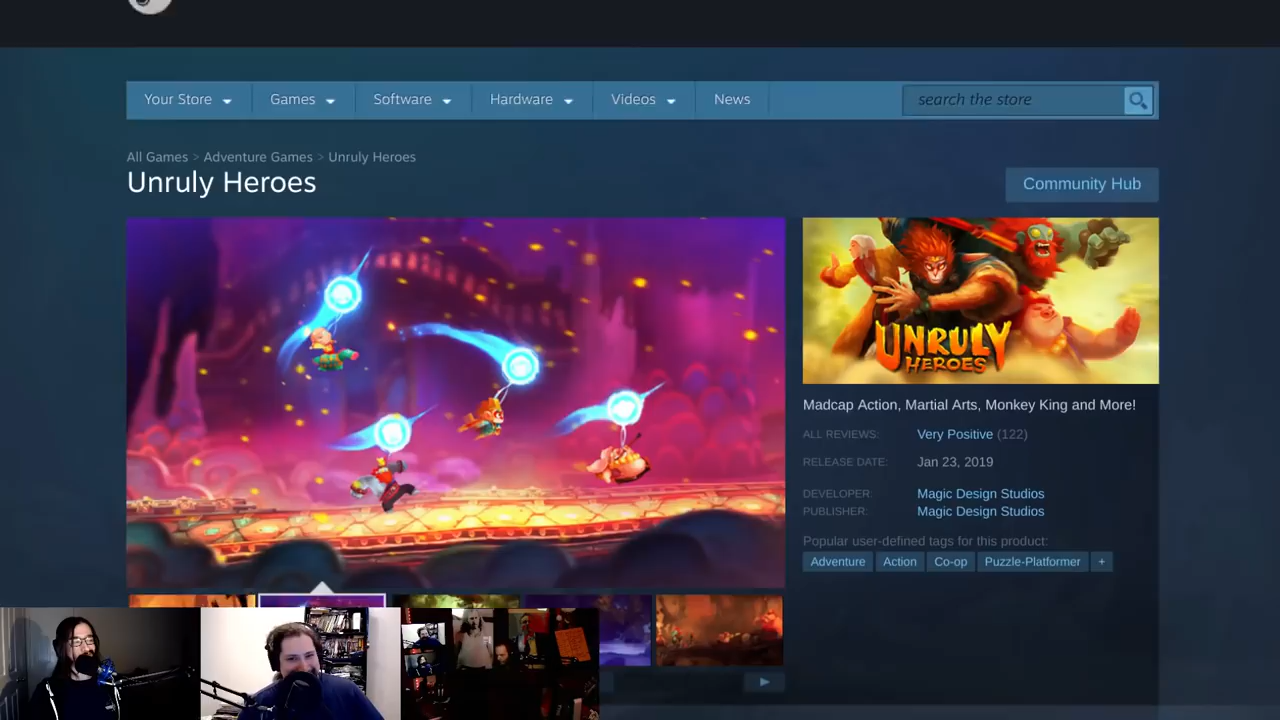 Your Store Games Software Hardware Videos News search the store
All Games > Adventure Games > Unruly Heroes
Unruly Heroes
Community Hub
UNRULY
HEROES
Madcap Action, Martial Arts, Monkey King and More!
ALL REVIEWS: Very Positive (122)
RELEASE DATE: Jan 23, 2019
DEVELOPER: Magic Design Studios
PUBLISHER: Magic Design Studios
Popular user-defined tags for this product:
Adventure Action Co-op Puzzle-Platformer +